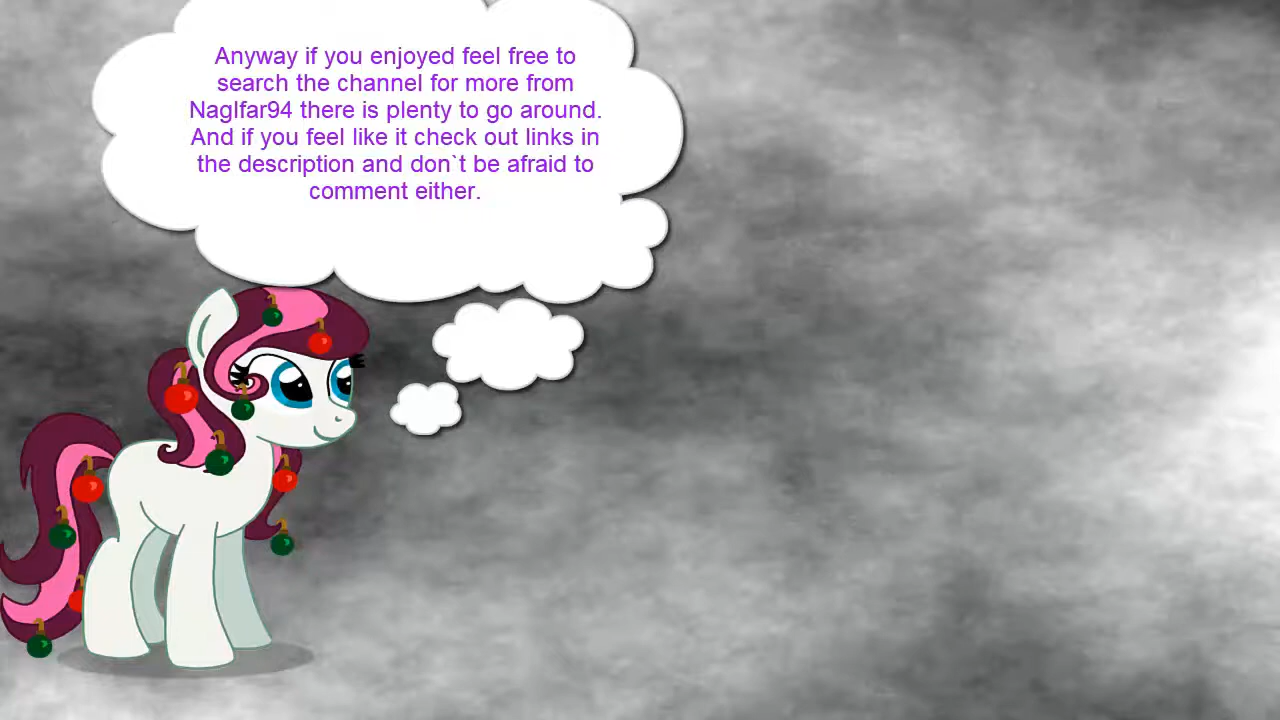 Anyway if you enjoyed feel free to
search the channel for more from
Naglfar94 there is plenty to go around.
And if you feel like it check out links in
the description and don`t be afraid to
comment either.